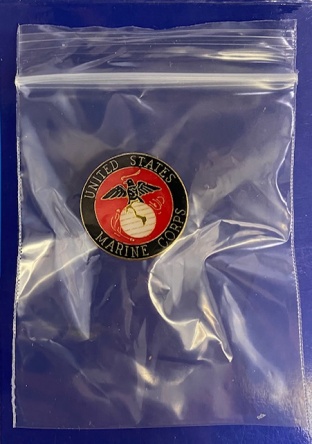 UNITED STATES
MARINE CORPS